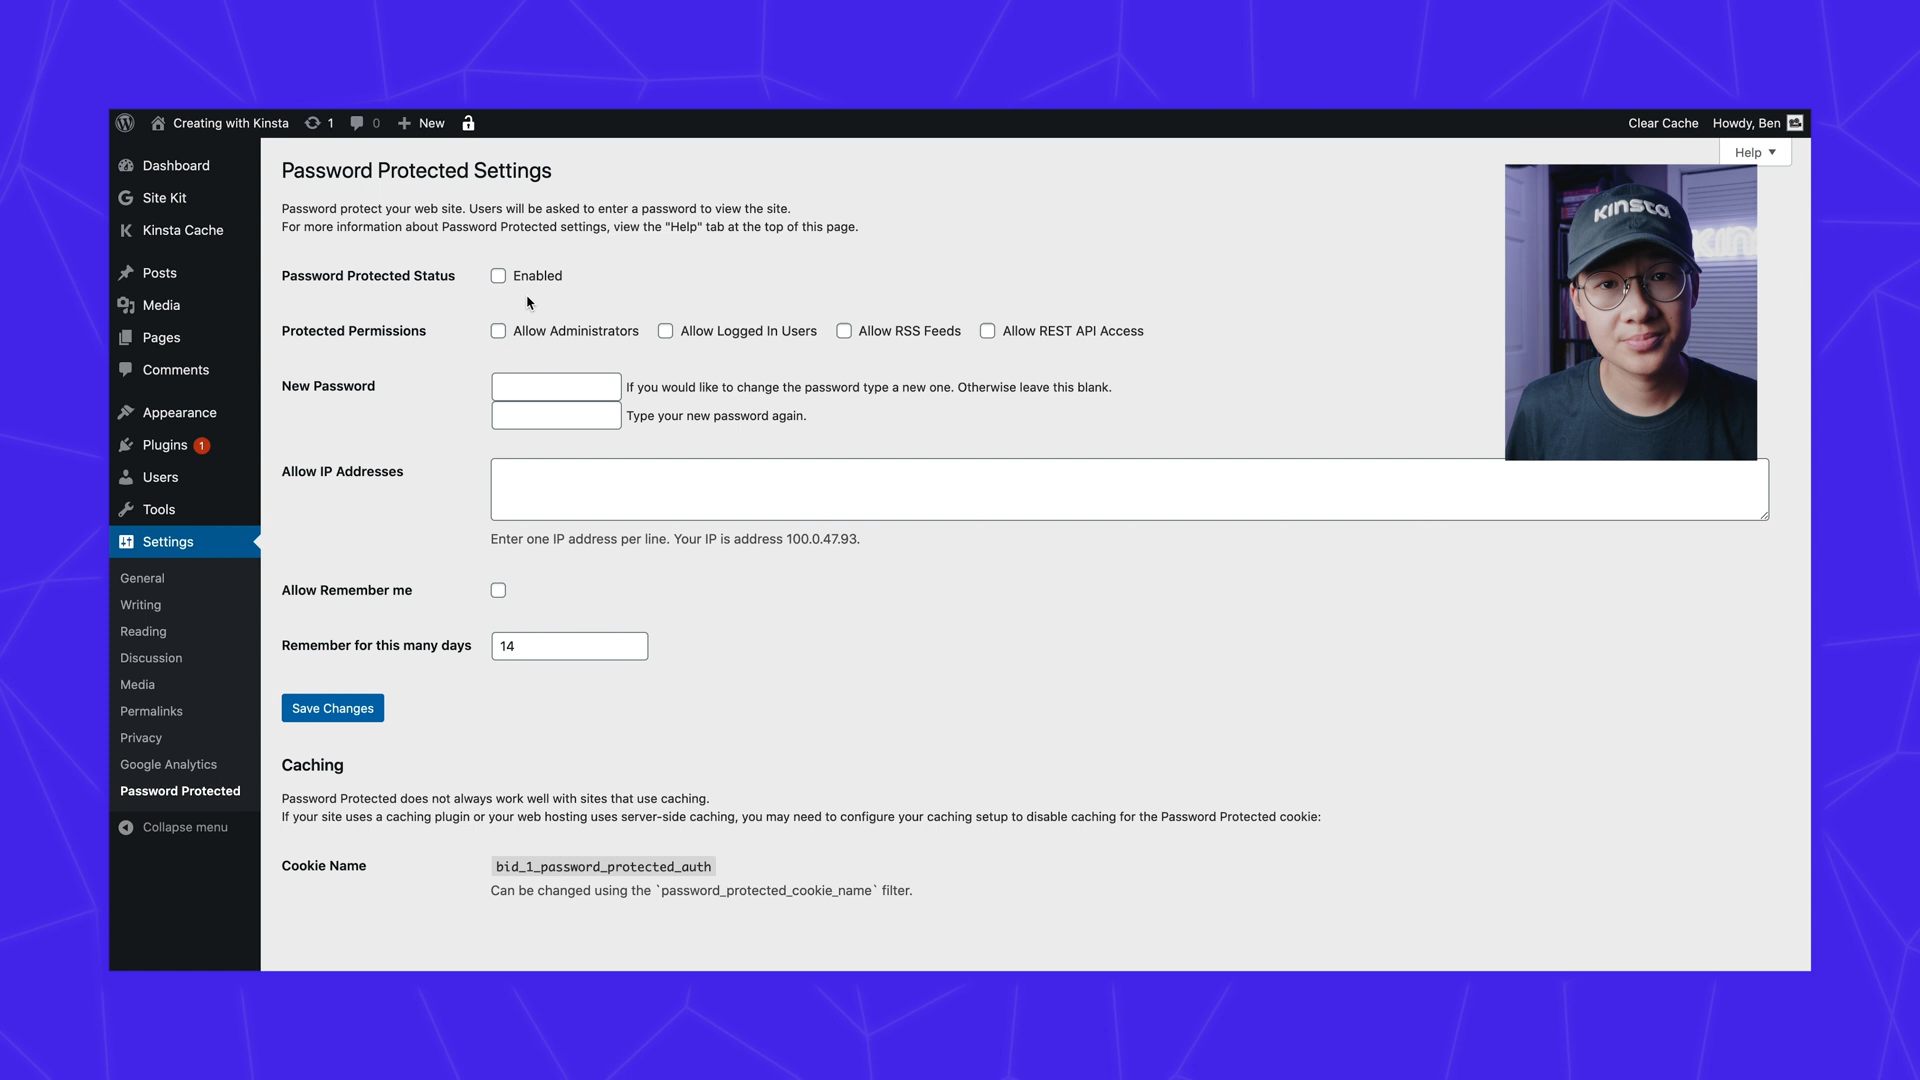 Creating with Kinsta 1 0 New Clear Cache Howdy, Ben
Help
Dashboard
Site Kit
Kinsta Cache
Posts
Media
Pages
Comments
Appearance
Plugins 1
Users
Tools
Settings
General
Writing
Reading
Discussion
Media
Permalinks
Privacy
Google Analytics
Password Protected
Collapse menu
Password Protected Settings
Password protect your web site. Users will be asked to enter a password to view the site.
For more information about Password Protected settings, view the "Help" tab at the top of this page.
Password Protected Status Enabled
Protected Permissions Allow Administrators Allow Logged In Users Allow RSS Feeds Allow REST API Access
New Password If you would like to change the password type a new one. Otherwise leave this blank.
Type your new password again.
Allow IP Addresses
Enter one IP address per line. Your IP is address 100.0.47.93.
Allow Remember me
Remember for this many days 14
Save Changes
Caching
Password Protected does not always work well with sites that use caching.
If your site uses a caching plugin or your web hosting uses server-side caching, you may need to configure your caching setup to disable caching for the Password Protected cookie:
Cookie Name bid_1_password_protected_auth
Can be changed using the `password_protected_cookie_name` filter.
KINSTA
KIN